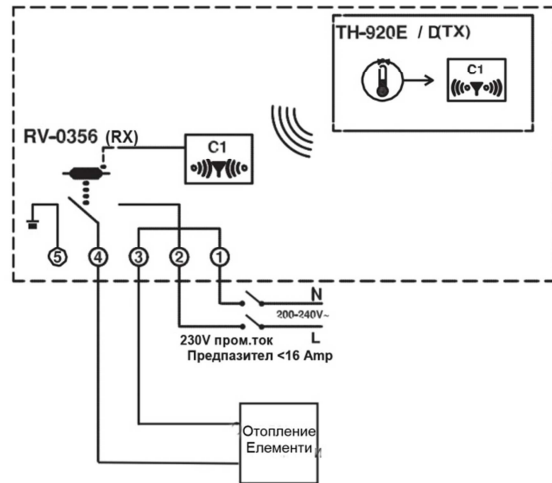 TH-920E / D(TX)
C1
RV-0356 (RX)
C1
5 4 3 2 1
N
200-240V~
L
230V пром.ток
Предпазител <16 Amp
Отопление
Елементи
и